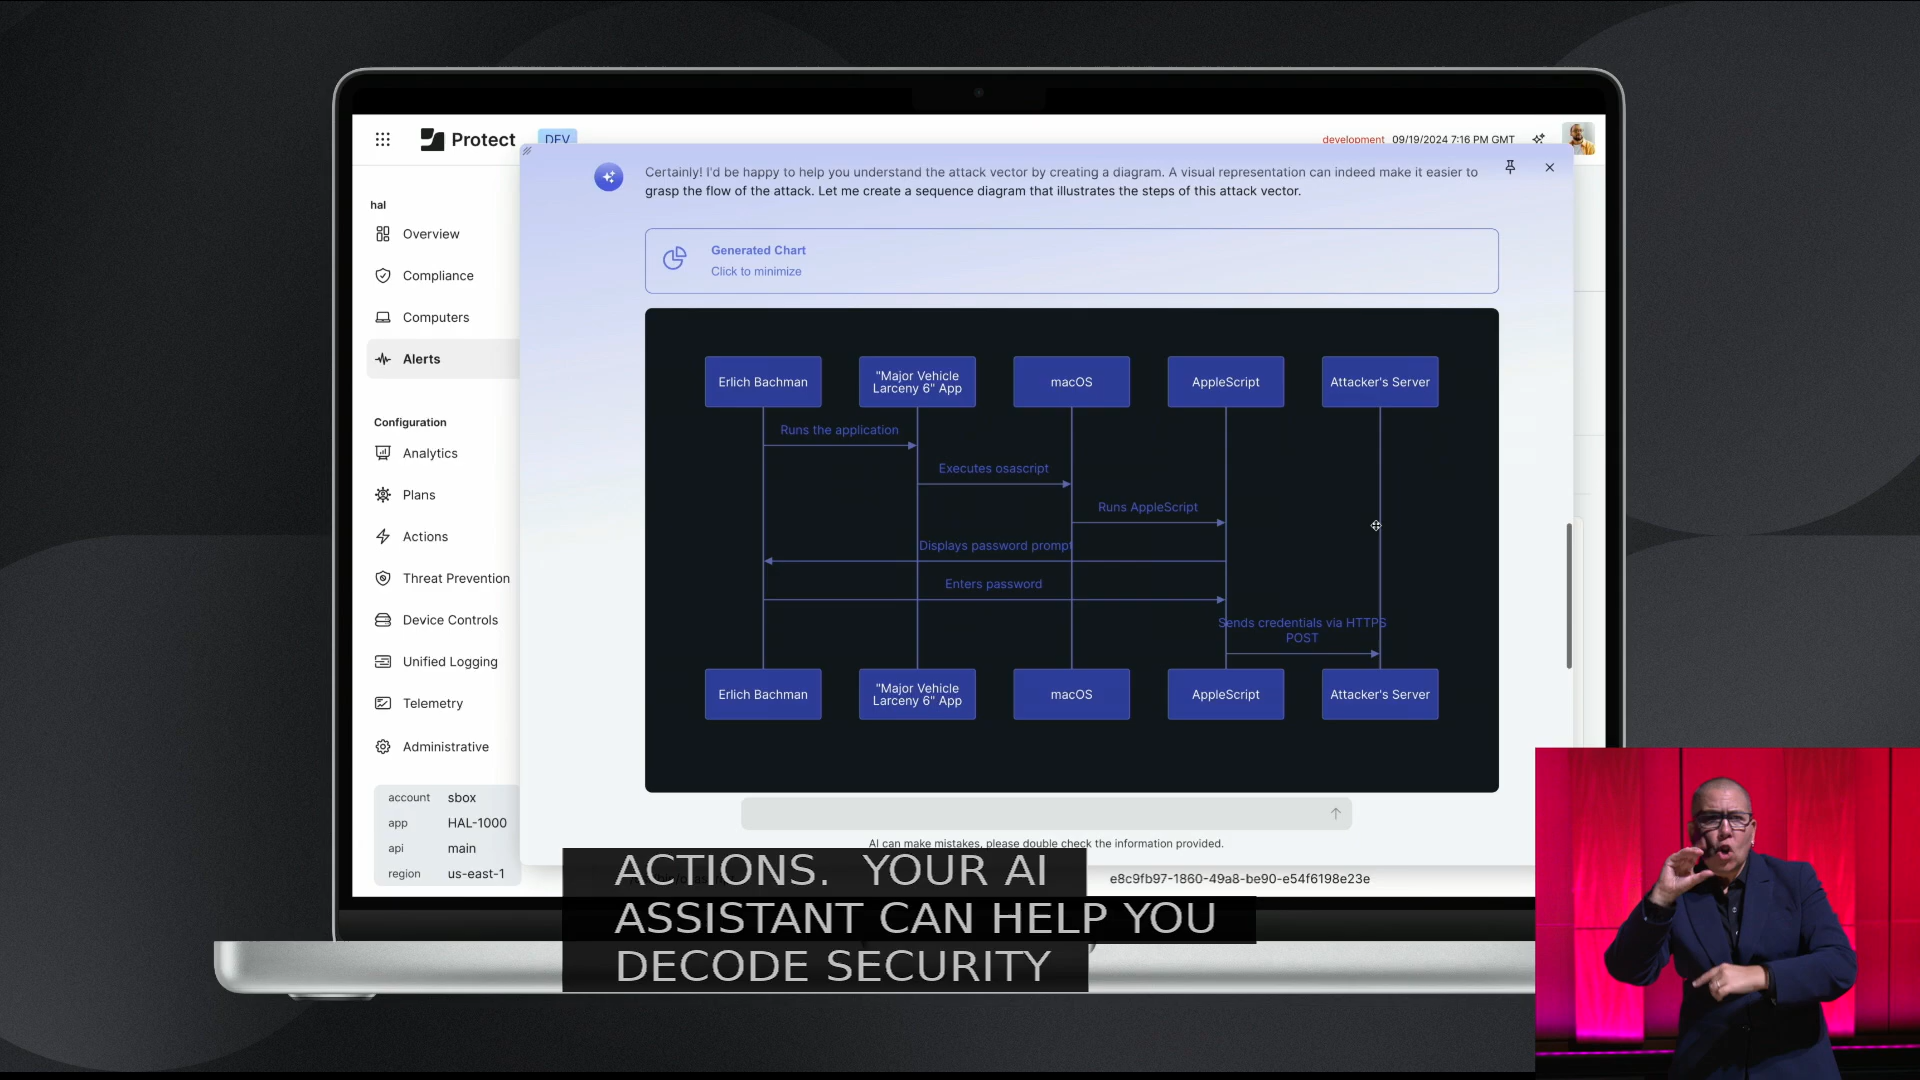 Protect DEV
development 09/19/2024 7:16 PM GMT
Certainly! I'd be happy to help you understand the attack vector by creating a diagram. A visual representation can indeed make it easier to
grasp the flow of the attack. Let me create a sequence diagram that illustrates the steps of this attack vector.
hal
Overview
Compliance
Computers
Alerts
Configuration
Analytics
Plans
Actions
Threat Prevention
Device Controls
Unified Logging
Telemetry
Administrative
account sbox
app HAL-1000
api main
region us-east-1
Generated Chart
Click to minimize
Erlich Bachman
"Major Vehicle
Larceny 6" App
macOS
AppleScript
Attacker's Server
Runs the application
Executes osascript
Runs AppleScript
Displays password prompt
Enters password
Sends credentials via HTTPS
POST
Erlich Bachman
"Major Vehicle
Larceny 6" App
macOS
AppleScript
Attacker's Server
AI can make mistakes, please double check the information provided.
e8c9fb97-1860-49a8-be90-e54f6198e23e
ACTIONS. YOUR AI
ASSISTANT CAN HELP YOU
DECODE SECURITY